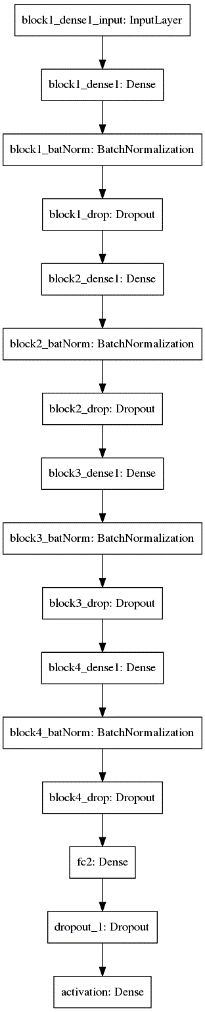 block1_dense1_input: InputLayer
block1_dense1: Dense
block1_batNorm: BatchNormalization
block1_drop: Dropout
block2_dense1: Dense
block2_batNorm: BatchNormalization
block2_drop: Dropout
block3_dense1: Dense
block3_batNorm: BatchNormalization
block3_drop: Dropout
block4_dense1: Dense
block4_batNorm: BatchNormalization
block4_drop: Dropout
fc2: Dense
dropout_1: Dropout
activation: Dense